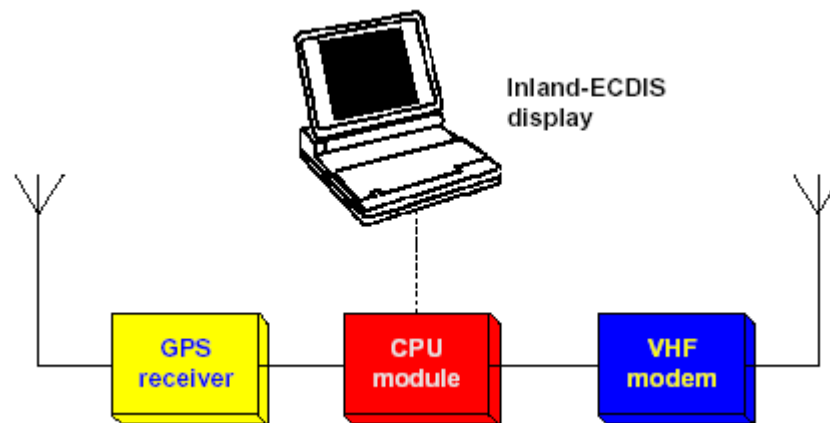 Inland-ECDIS
display
GPS
receiver
CPU
module
VHF
modem